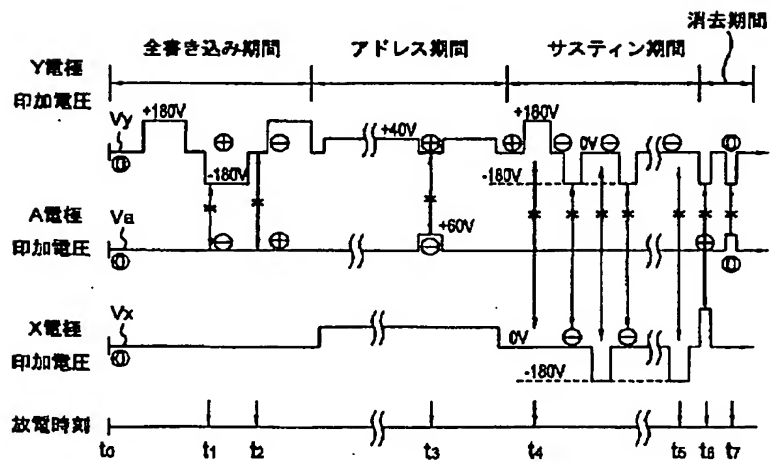 消去期間
全書き込み期間 アドレス期間 サスティン期間
Y電極
印加電圧
Vy
+180V
-180V
+40V
+180V
0V
-180V
A電極
印加電圧
Va
+60V
X電極
印加電圧
Vx
0V
-180V
放電時刻
t0 t1 t2 t3 t4 t5 t6 t7